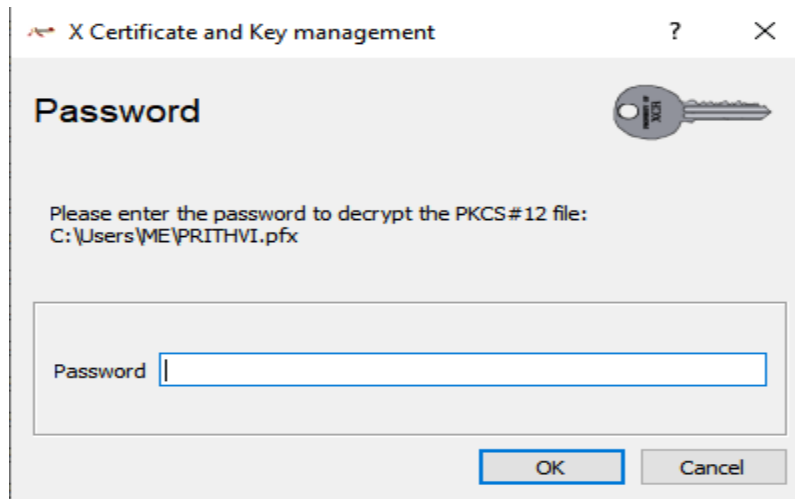 X Certificate and Key management
?
Password
Please enter the password to decrypt the PKCS#12 file:
C:\Users\ME\PRITHVI.pfx
Password
OK
Cancel